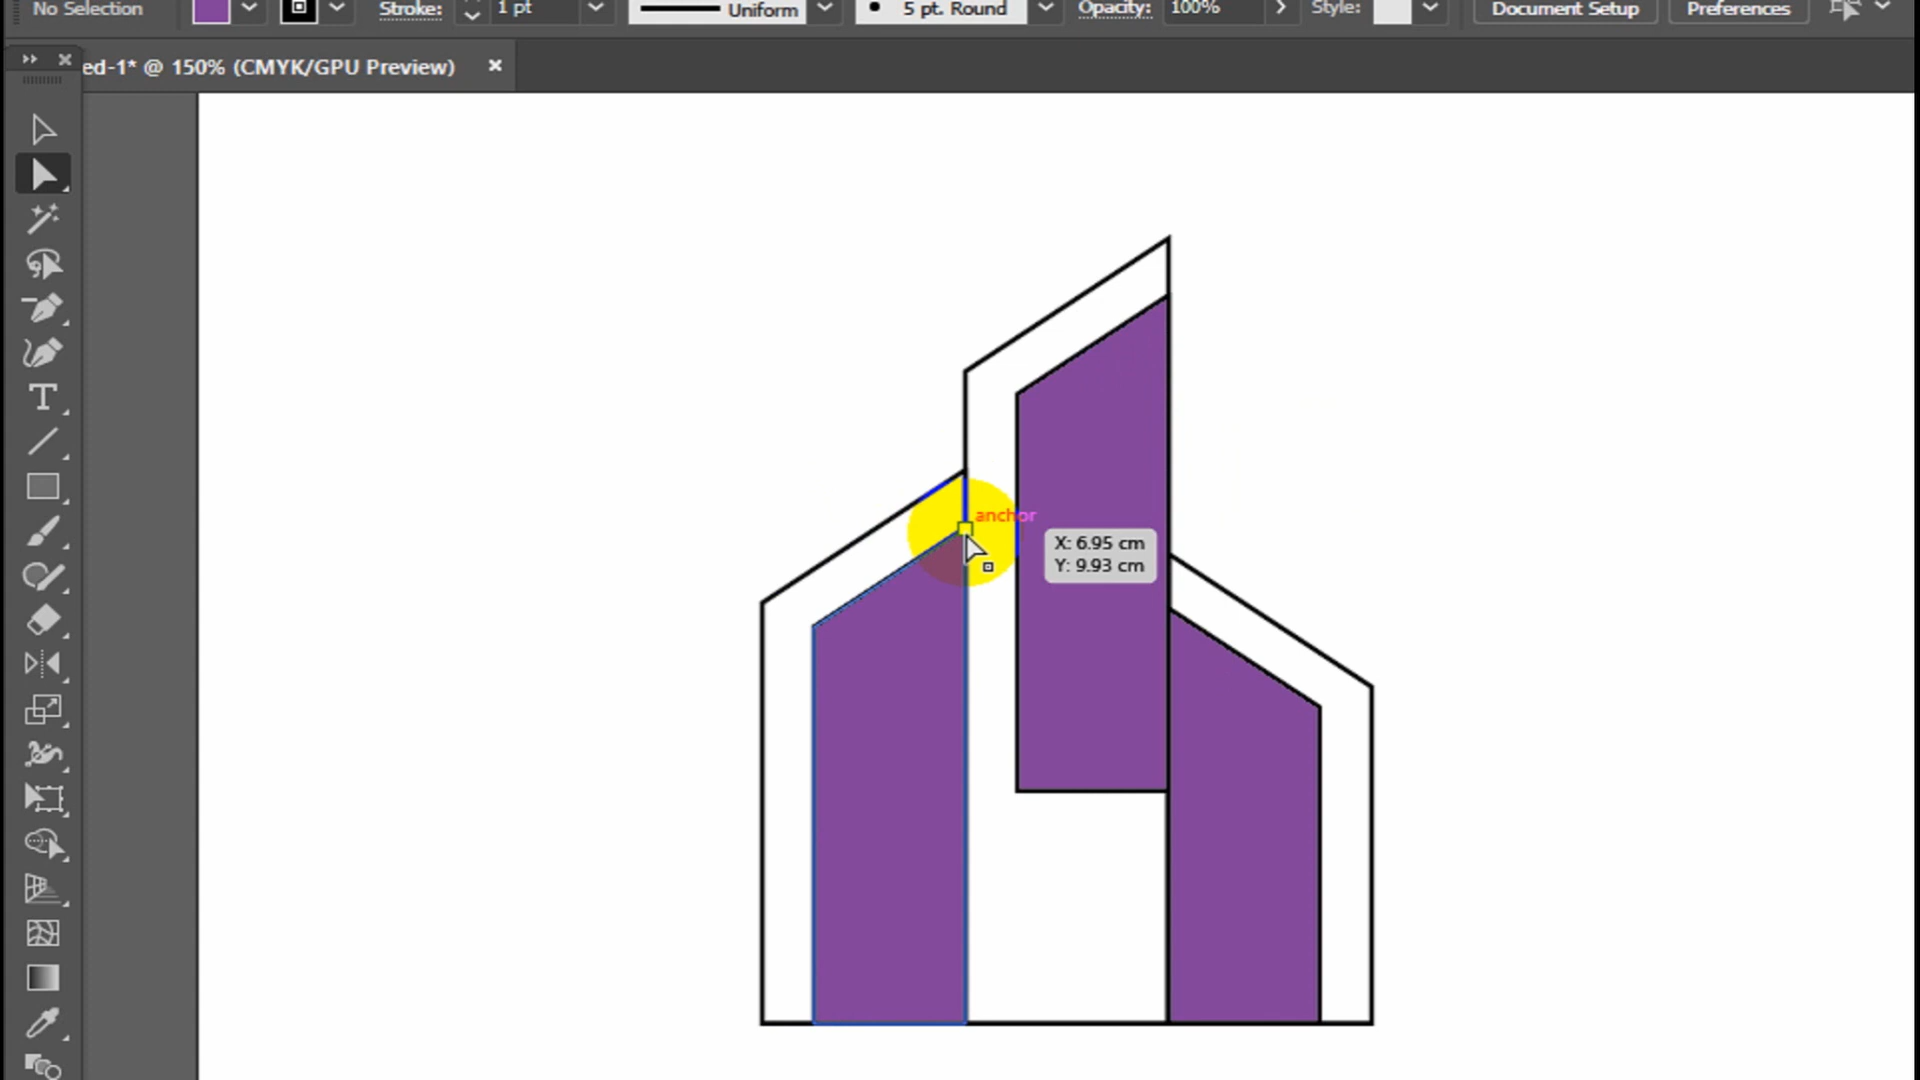 No Selection Stroke: 1 pt Uniform 5 pt. Round Opacity: 100% Style: Document Setup Preferences
ed-1* @ 150% (CMYK/GPU Preview)
anchor
X: 6.95 cm
Y: 9.93 cm